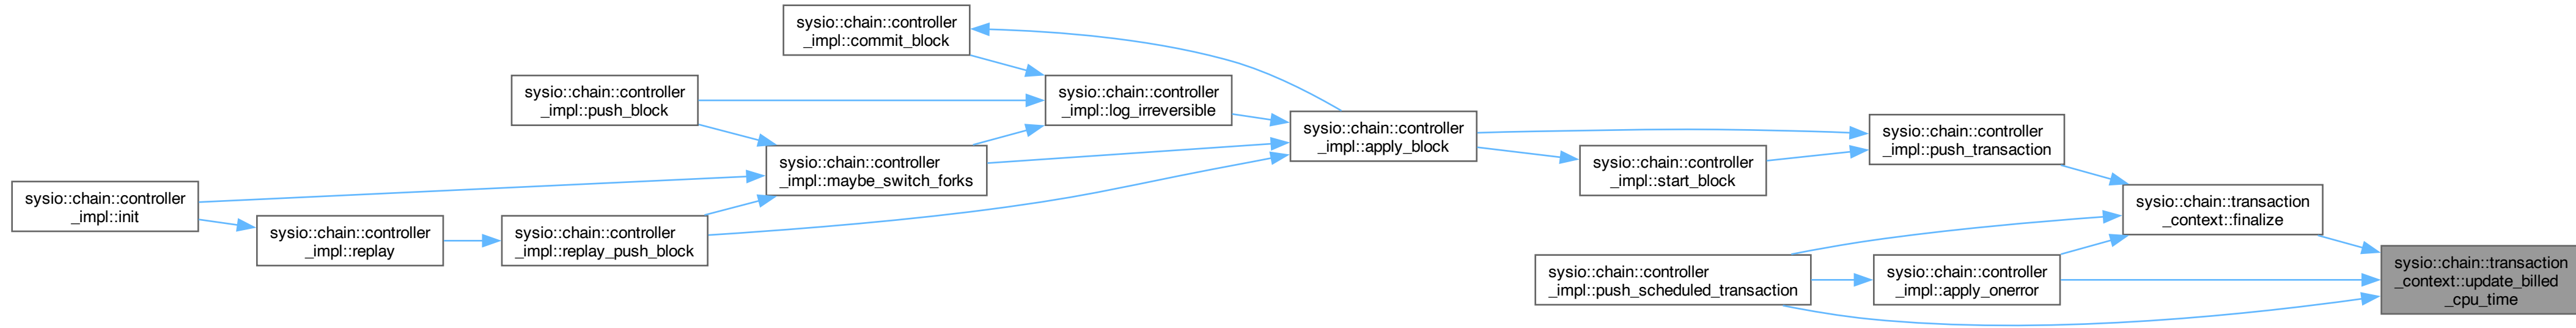 sysio::chain::controller
_impl::commit_block
sysio::chain::controller
_impl::push_block
sysio::chain::controller
_impl::log_irreversible
sysio::chain::controller
_impl::apply_block
sysio::chain::controller
_impl::push_transaction
sysio::chain::controller
_impl::maybe_switch_forks
sysio::chain::controller
_impl::start_block
sysio::chain::controller
_impl::init
sysio::chain::transaction
_context::finalize
sysio::chain::controller
_impl::replay
sysio::chain::controller
_impl::replay_push_block
sysio::chain::controller
_impl::push_scheduled_transaction
sysio::chain::controller
_impl::apply_onerror
sysio::chain::transaction
_context::update_billed
_cpu_time